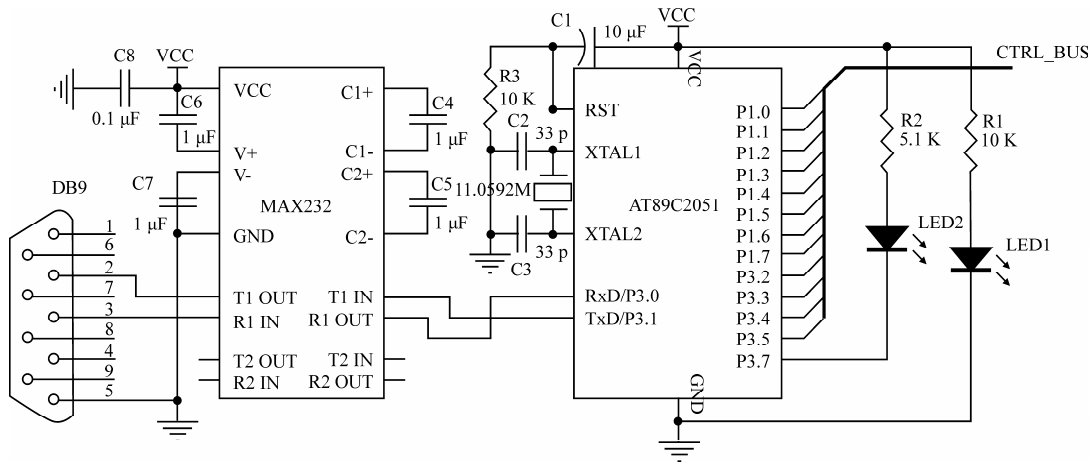 C1
10 µF
VCC
CTRL_BUS
C8
VCC
0.1 µF
C6
1 µF
VCC
V+
V-
GND
T1 OUT
R1 IN
T2 OUT
R2 IN
MAX232
C1+
C1-
C2+
C2-
T1 IN
R1 OUT
T2 IN
R2 OUT
C4
1 µF
C5
1 µF
C7
1 µF
DB9
1
6
2
7
3
8
4
9
5
R3
10 K
C2
33 p
11.0592M
C3
33 p
VCC
RST
XTAL1
XTAL2
RxD/P3.0
TxD/P3.1
AT89C2051
GND
P1.0
P1.1
P1.2
P1.3
P1.4
P1.5
P1.6
P1.7
P3.2
P3.3
P3.4
P3.5
P3.7
R2
5.1 K
R1
10 K
LED2
LED1